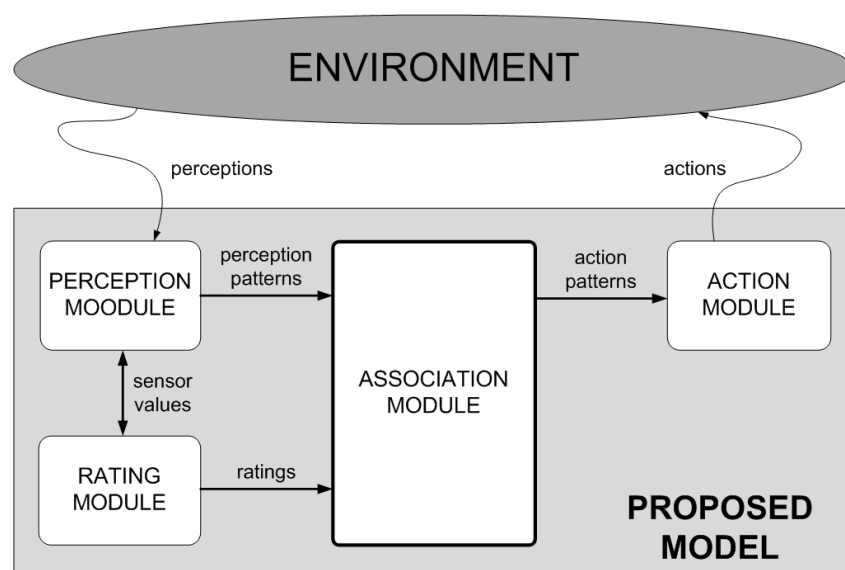 ENVIRONMENT
perceptions
actions
PERCEPTION
MOODULE
perception
patterns
action
patterns
ACTION
MODULE
sensor
values
ASSOCIATION
MODULE
RATING
MODULE
ratings
PROPOSED
MODEL